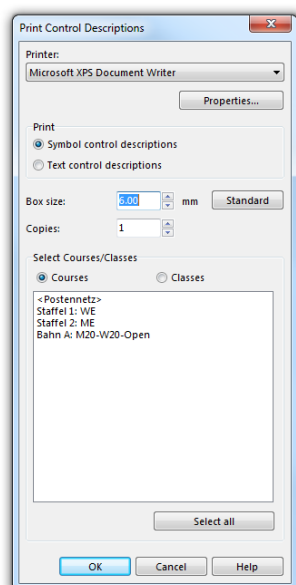 Print Control Descriptions
Printer:
Microsoft XPS Document Writer
Properties...
Print
Symbol control descriptions
Text control descriptions
Box size: 6.00 mm Standard
Copies: 1
Select Courses/Classes
Courses Classes
<Postennetz>
Staffel 1: WE
Staffel 2: ME
Bahn A: M20-W20-Open
Select all
OK Cancel Help